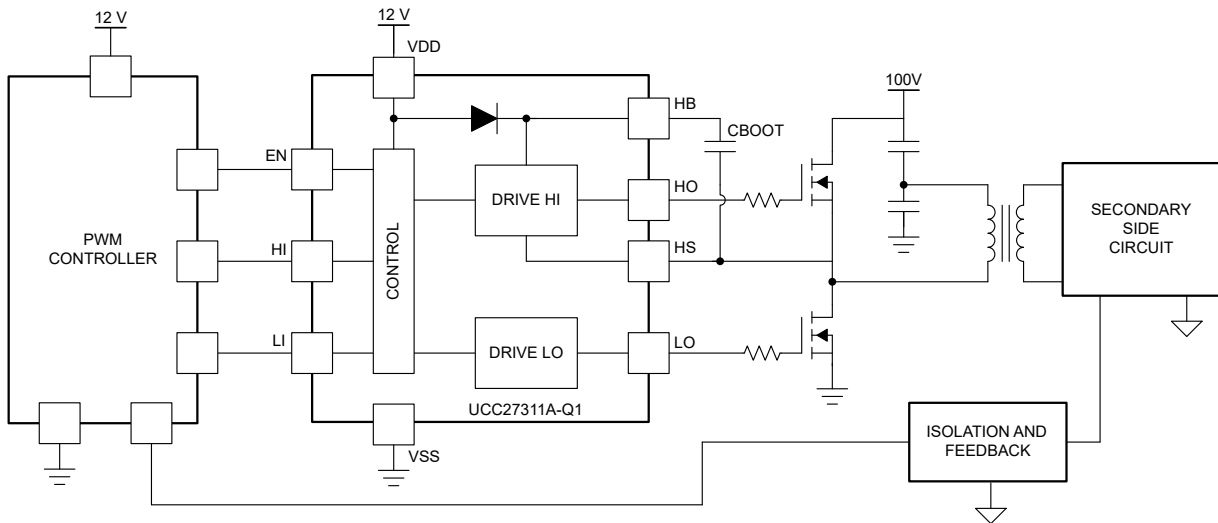 12 V
12 V
VDD
100V
HB
CBOOT
EN
DRIVE HI
HO
PWM
CONTROLLER
HI
CONTROL
HS
SECONDARY
SIDE
CIRCUIT
LI
DRIVE LO
LO
UCC27311A-Q1
VSS
ISOLATION AND
FEEDBACK